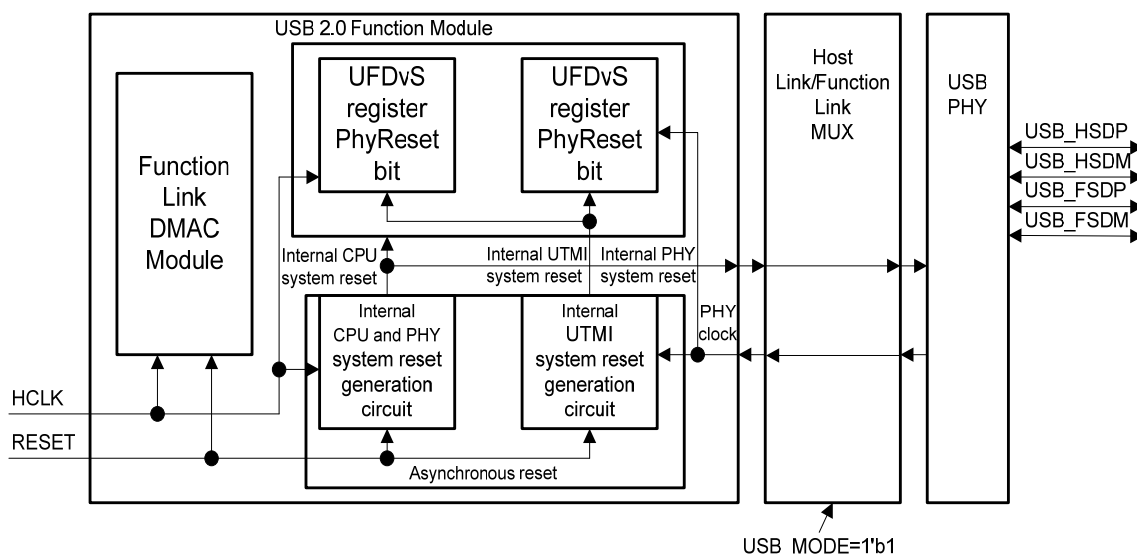 USB 2.0 Function Module
UFDvS
register
PhyReset
bit
UFDvS
register
PhyReset
bit
Function
Link
DMAC
Module
Host
Link/Function
Link
MUX
USB
PHY
USB_HSDP
USB_HSDM
USB_FSDP
USB_FSDM
Internal CPU
system reset
Internal UTMI
system reset
Internal PHY
system reset
Internal
CPU and PHY
system reset
generation
circuit
Internal
UTMI
system reset
generation
circuit
PHY
clock
HCLK
RESET
Asynchronous reset
USB_MODE=1'b1